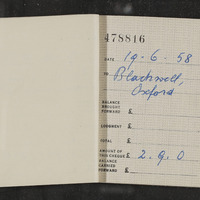 478816
DATE 19-6-58
TO Blackwell,
Oxford
BALANCE
BROUGHT
FORWARD £
LODGMENT £
TOTAL £
AMOUNT OF
THIS CHEQUE £ 2. 9. 0
BALANCE
CARRIED
FORWARD £